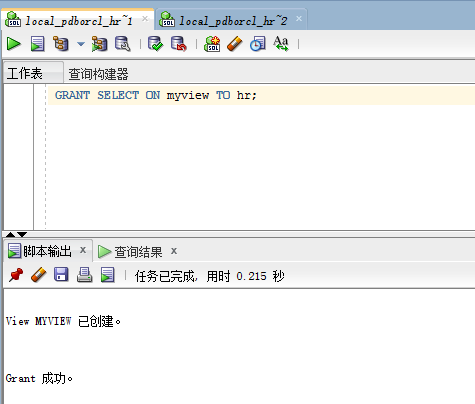 local_pdborcl_hr~1
local_pdborcl_hr~2
工作表 查询构建器
GRANT SELECT ON myview TO hr;
脚本输出 x 查询结果 x
任务已完成, 用时 0.215 秒
View MYVIEW 已创建。
Grant 成功。